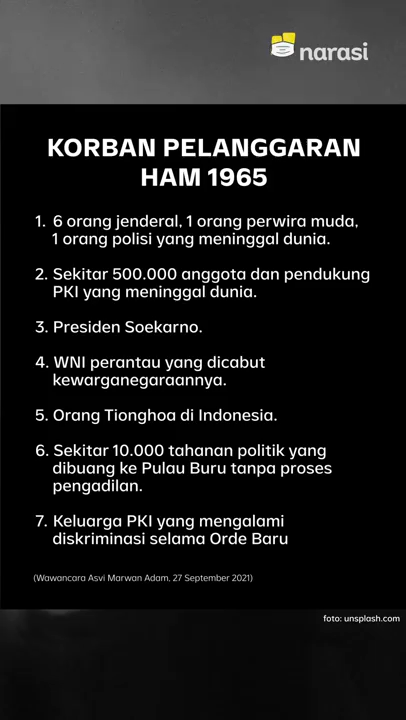 narasi
KORBAN PELANGGARAN
HAM 1965
1. 6 orang jenderal, 1 orang perwira muda,
1 orang polisi yang meninggal dunia.
2. Sekitar 500.000 anggota dan pendukung
PKI yang meninggal dunia.
3. Presiden Soekarno.
4. WNI perantau yang dicabut
kewarganegaraannya.
5. Orang Tionghoa di Indonesia.
6. Sekitar 10.000 tahanan politik yang
dibuang ke Pulau Buru tanpa proses
pengadilan.
7. Keluarga PKI yang mengalami
diskriminasi selama Orde Baru
(Wawancara Asvi Marwan Adam, 27 September 2021)
foto: unsplash.com